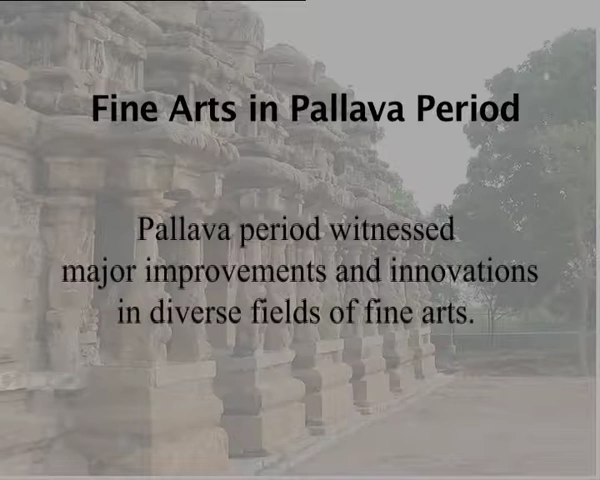 Fine Arts in Pallava Period
Pallava period witnessed
major improvements and innovations
in diverse fields of fine arts.